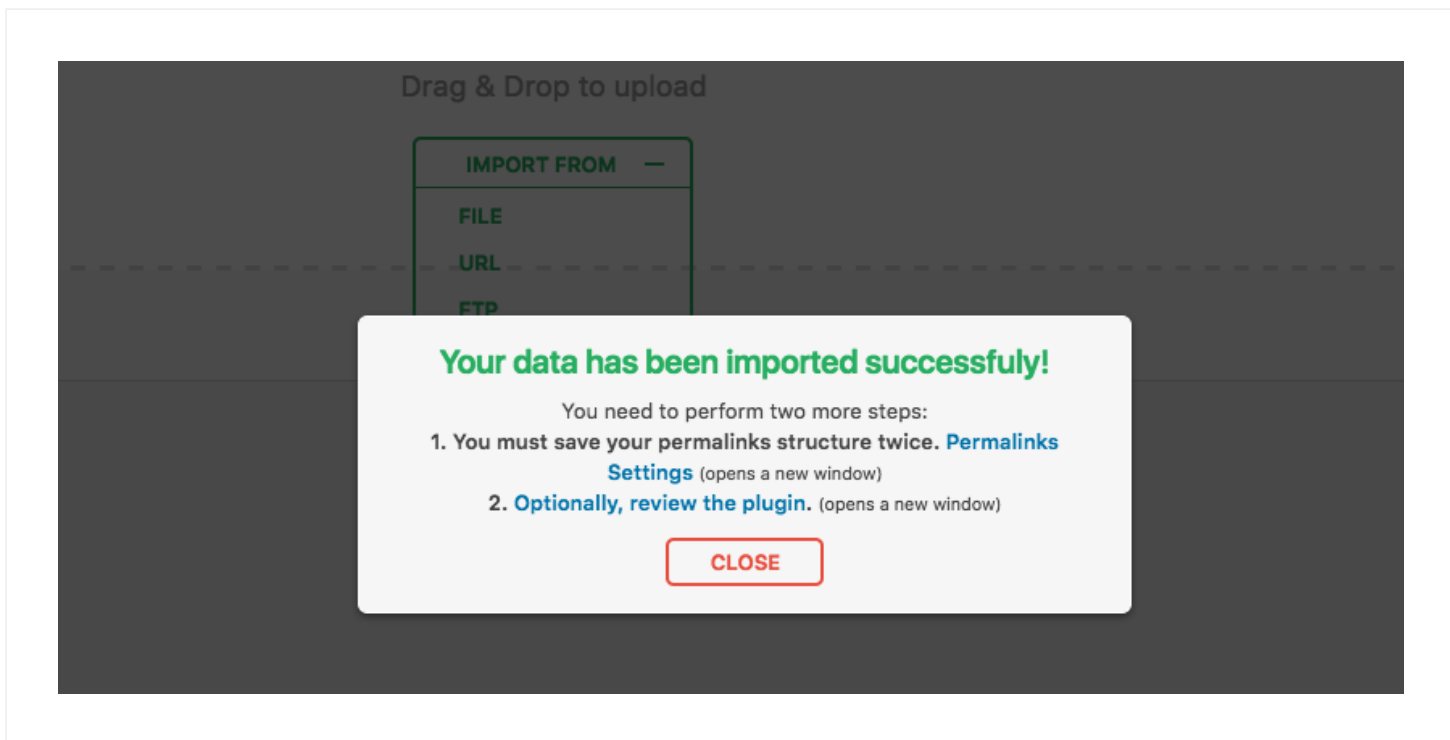 Drag & Drop to upload
IMPORT FROM
FILE
URL
FTP
Your data has been imported successfuly!
You need to perform two more steps:
1. You must save your permalinks structure twice. Permalinks
Settings (opens a new window)
2. Optionally, review the plugin. (opens a new window)
CLOSE